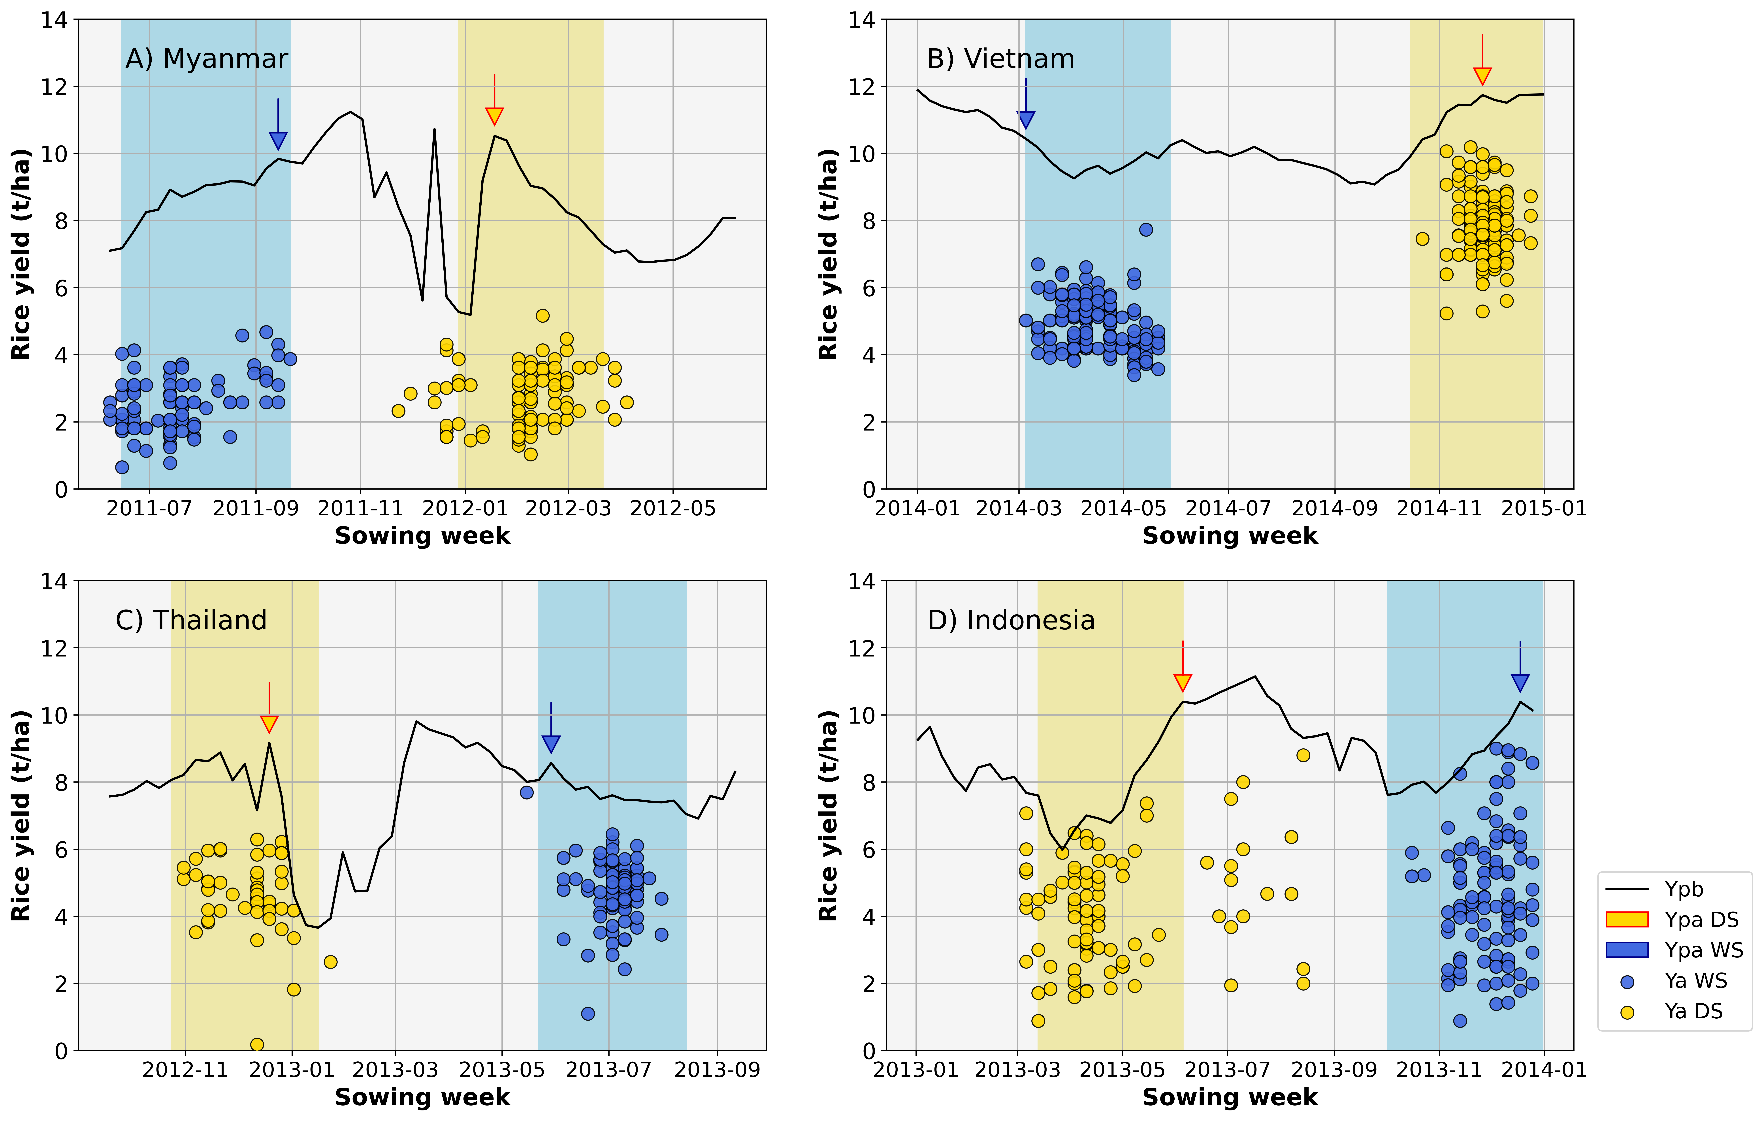 A) Myanmar
14
12
10
8
6
4
2
0
Rice yield (t/ha)
2011-07 2011-09 2011-11 2012-01 2012-03 2012-05
Sowing week
B) Vietnam
14
12
10
8
6
4
2
0
Rice yield (t/ha)
2014-01 2014-03 2014-05 2014-07 2014-09 2014-11 2015-01
Sowing week
C) Thailand
14
12
10
8
6
4
2
0
Rice yield (t/ha)
2012-11 2013-01 2013-03 2013-05 2013-07 2013-09
Sowing week
D) Indonesia
14
12
10
8
6
4
2
0
Rice yield (t/ha)
2013-01 2013-03 2013-05 2013-07 2013-09 2013-11 2014-01
Sowing week
Ypb
Ypa DS
Ypa WS
Ya WS
Ya DS